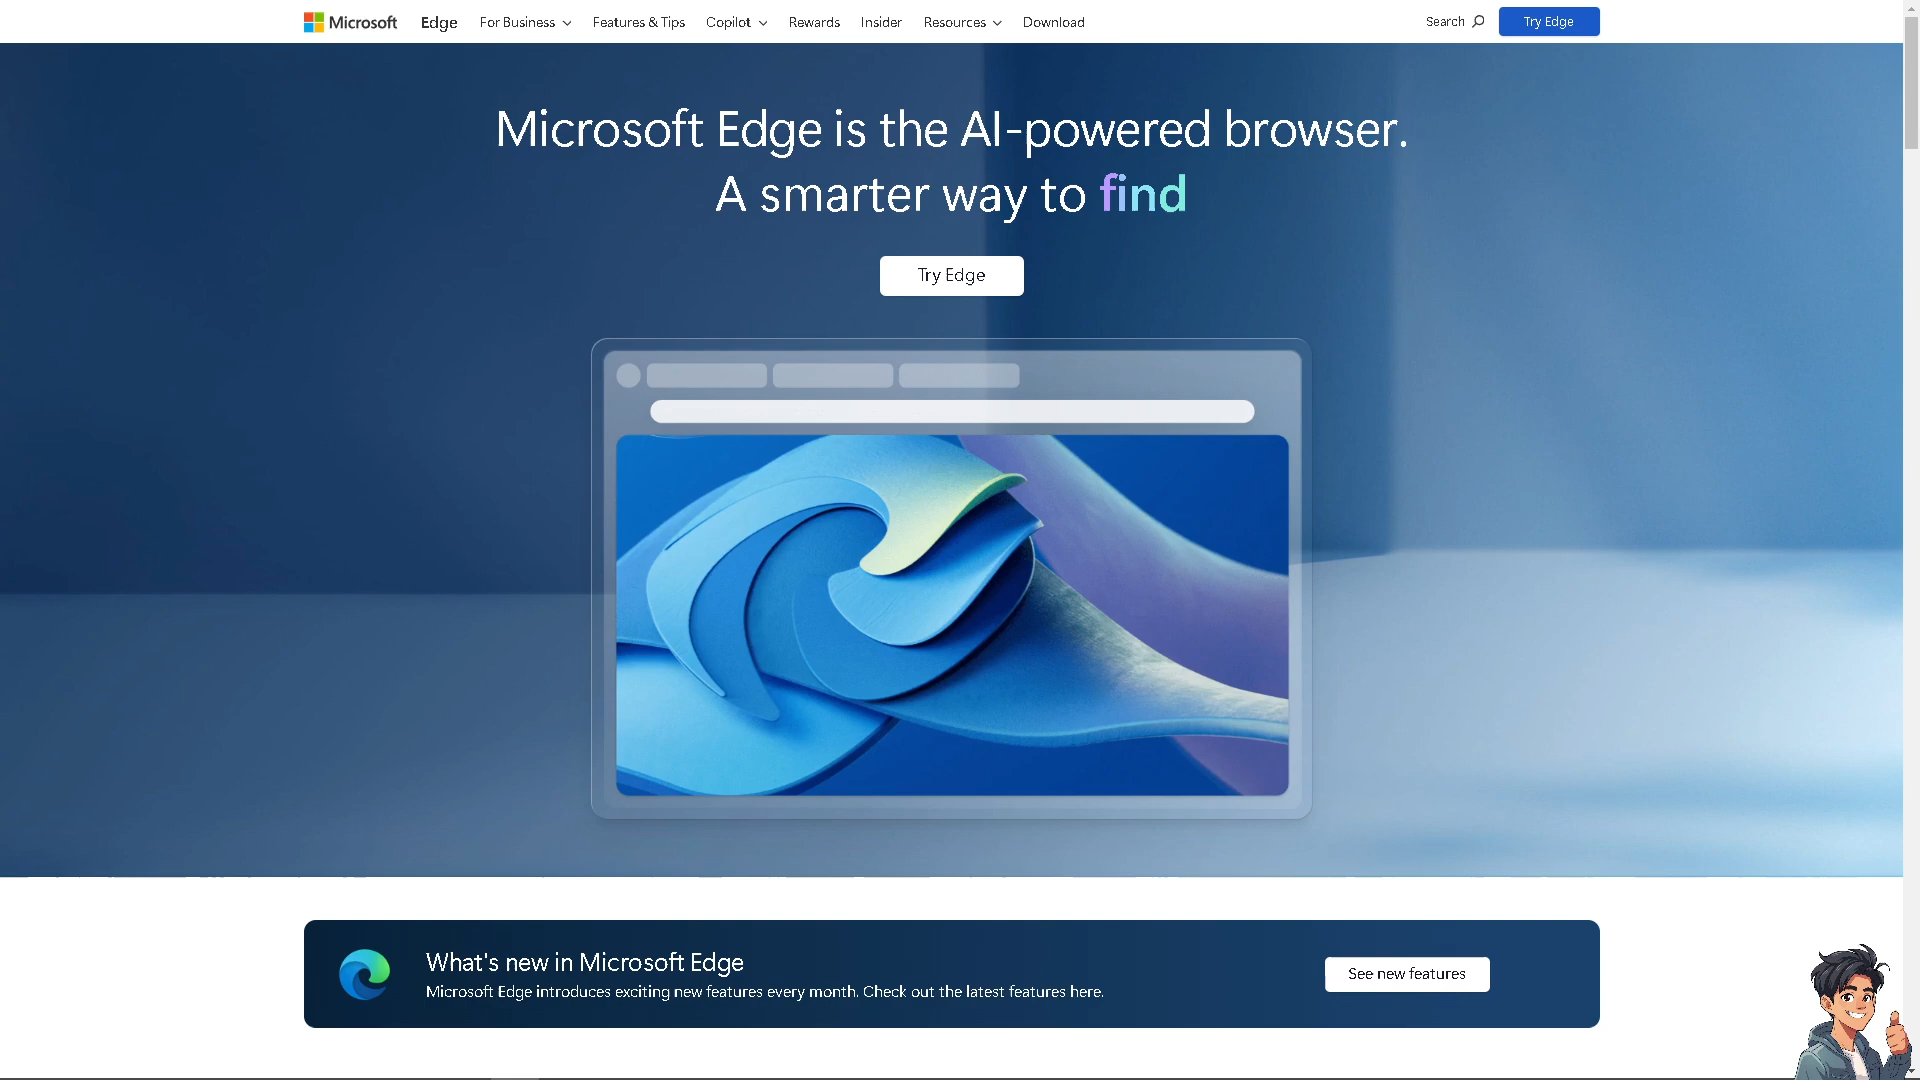 Microsoft Edge For Business Features & Tips Copilot Rewards Insider Resources Download Search Try Edge
Microsoft Edge is the AI-powered browser.
A smarter way to find
Try Edge
What's new in Microsoft Edge
Microsoft Edge introduces exciting new features every month. Check out the latest features here.
See new features